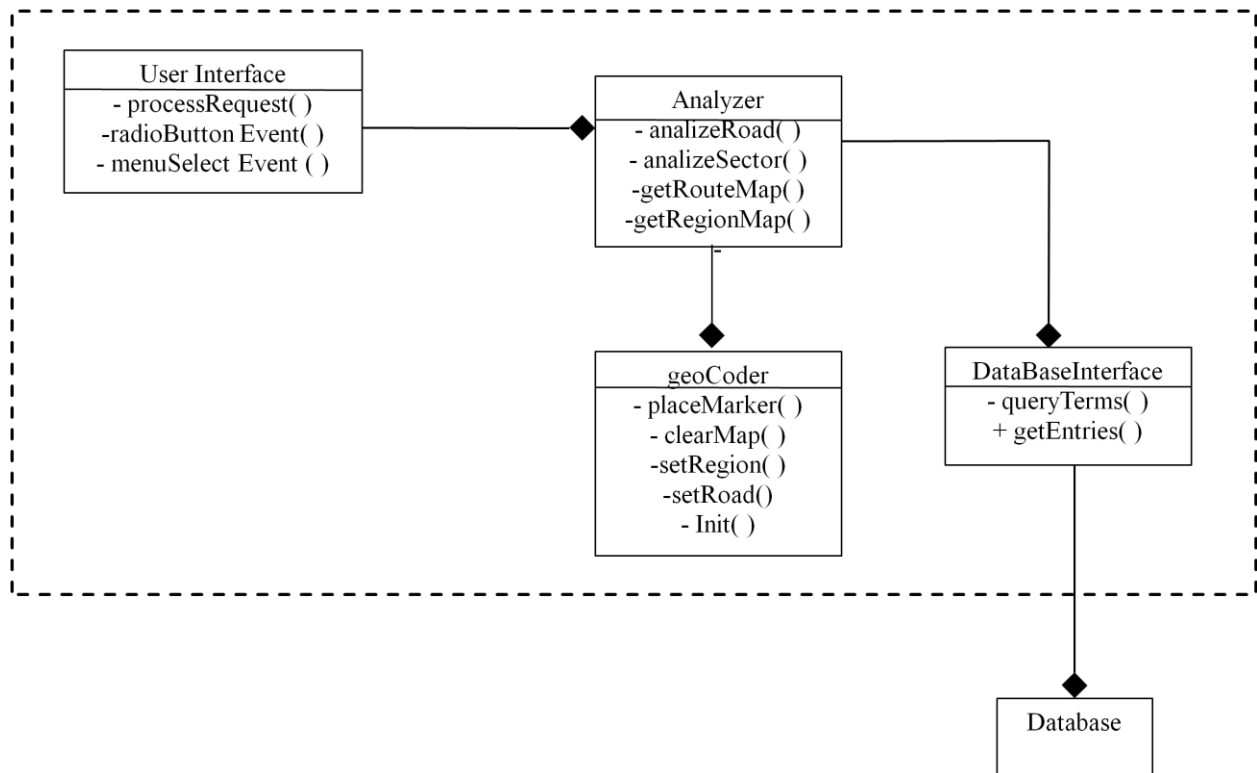 User Interface
- processRequest( )
-radioButton Event( )
- menuSelect Event ( )
Analyzer
- analizeRoad( )
- analizeSector( )
-getRouteMap( )
-getRegionMap( )
-
geoCoder
- placeMarker( )
- clearMap( )
-setRegion( )
-setRoad()
- Init( )
DataBaseInterface
- queryTerms( )
+ getEntries( )
Database